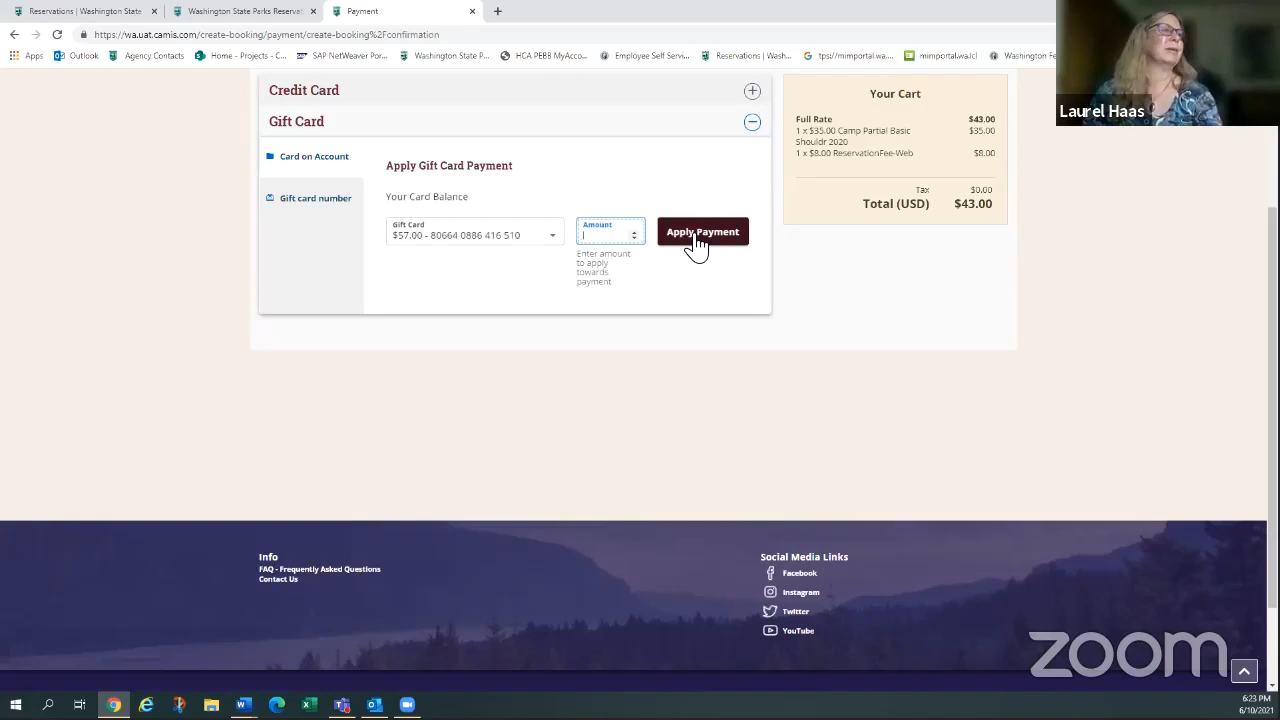 Reservations | Washington State
Washington State Parks Reservat
Payment
https://wa.uat.camis.com/create-booking/payment/create-booking%2Fconfirmation
Apps
Outlook
Agency Contacts
Home - Projects - C...
SAP NetWeaver Por...
Washington State P...
HCA PEBB MyAcco...
Employee Self Servi...
Reservations | Wash...
tps://mimportal.wa....
mimportal.wa.lcl
Washington Fe
Laurel Haas
Credit Card
Gift Card
Card on Account
Gift card number
Apply Gift Card Payment
Your Card Balance
Gift Card
$57.00 - 80664 0886 416 510
Amount
Enter amount
to apply
towards
payment
Apply Payment
Your Cart
Full Rate $43.00
1 x $35.00 Camp Partial Basic $35.00
Shouldr 2020
1 x $8.00 ReservationFee-Web $8.00
Tax $0.00
Total (USD) $43.00
Info
FAQ - Frequently Asked Questions
Contact Us
Social Media Links
Facebook
Instagram
Twitter
YouTube
zoom
6:23 PM
6/10/2021